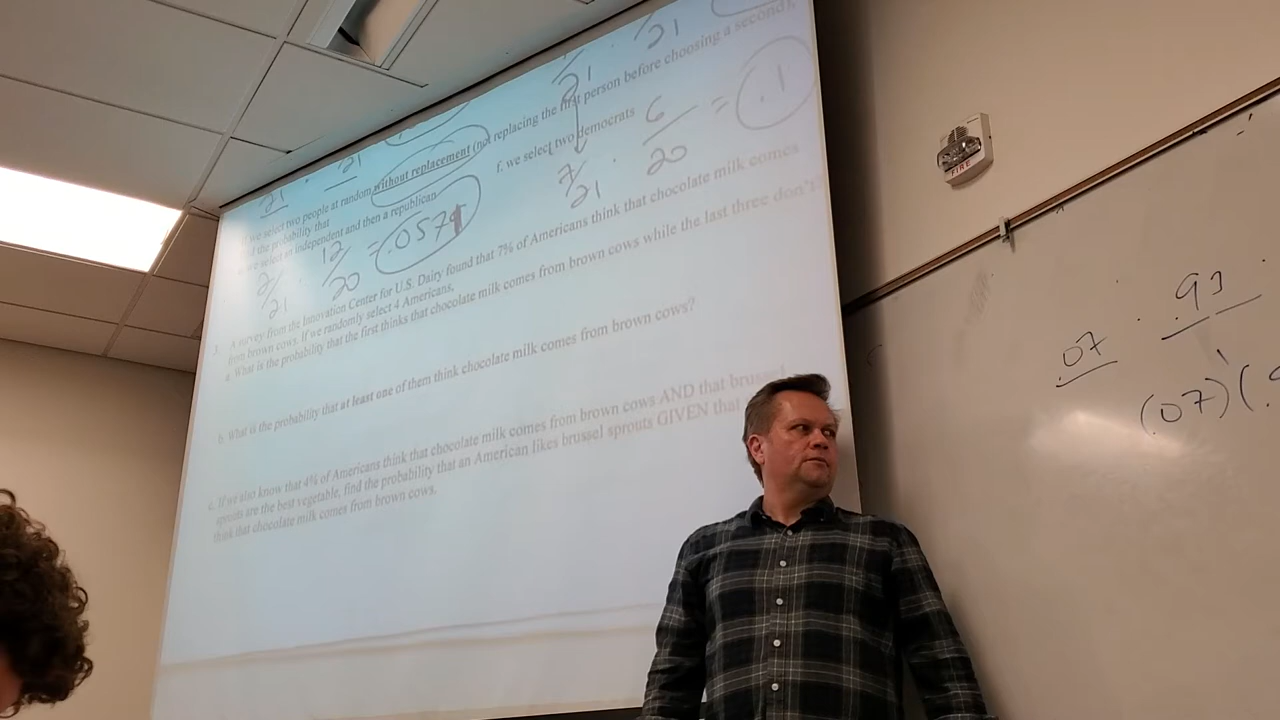 21
21
21
21
If we select two people at random without replacement (not replacing the first person before choosing a second),
the probability that
select an independent and then a republican
2/21 · 12/20 = .0571
f. we select two democrats
7/21 · 6/20 = .1
3. A survey from the Innovation Center for U.S. Dairy found that 7% of Americans think that chocolate milk comes
from brown cows. If we randomly select 4 Americans,
a. What is the probability that the first thinks that chocolate milk comes from brown cows while the last three don't
b. What is the probability that at least one of them think chocolate milk comes from brown cows?
c. If we also know that 4% of Americans think that chocolate milk comes from brown cows AND that brussel
sprouts are the best vegetable, find the probability that an American likes brussel sprouts GIVEN that
think that chocolate milk comes from brown cows.
FIRE
.07 · .93 ·
(.07)(.